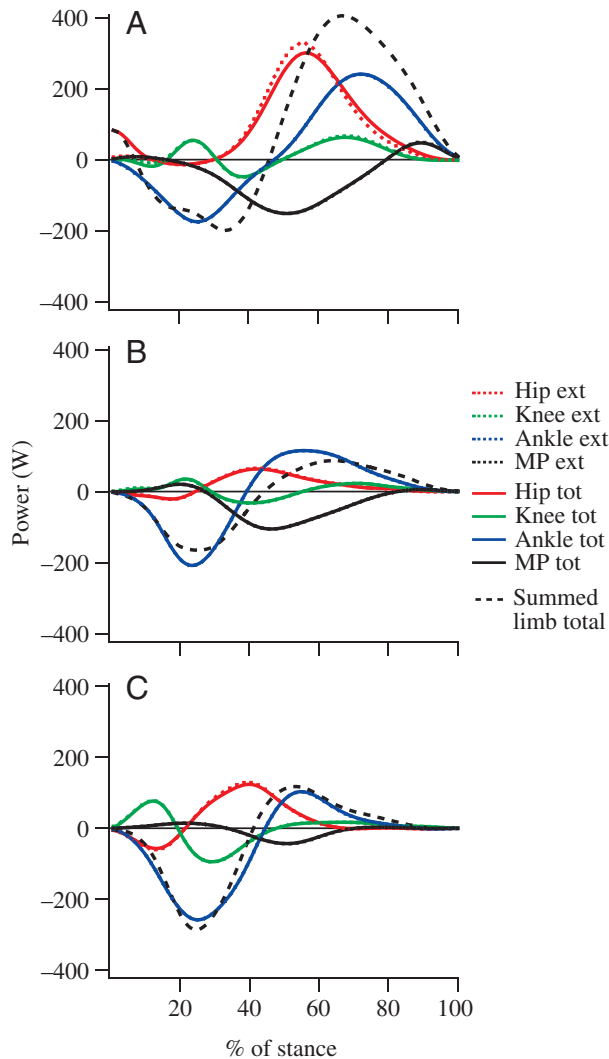 A
400
200
0
–200
–400
B
400
200
0
–200
–400
Power (W)
Hip ext
Knee ext
Ankle ext
MP ext
Hip tot
Knee tot
Ankle tot
MP tot
Summed
limb total
C
400
200
0
–200
–400
20 40 60 80 100
% of stance